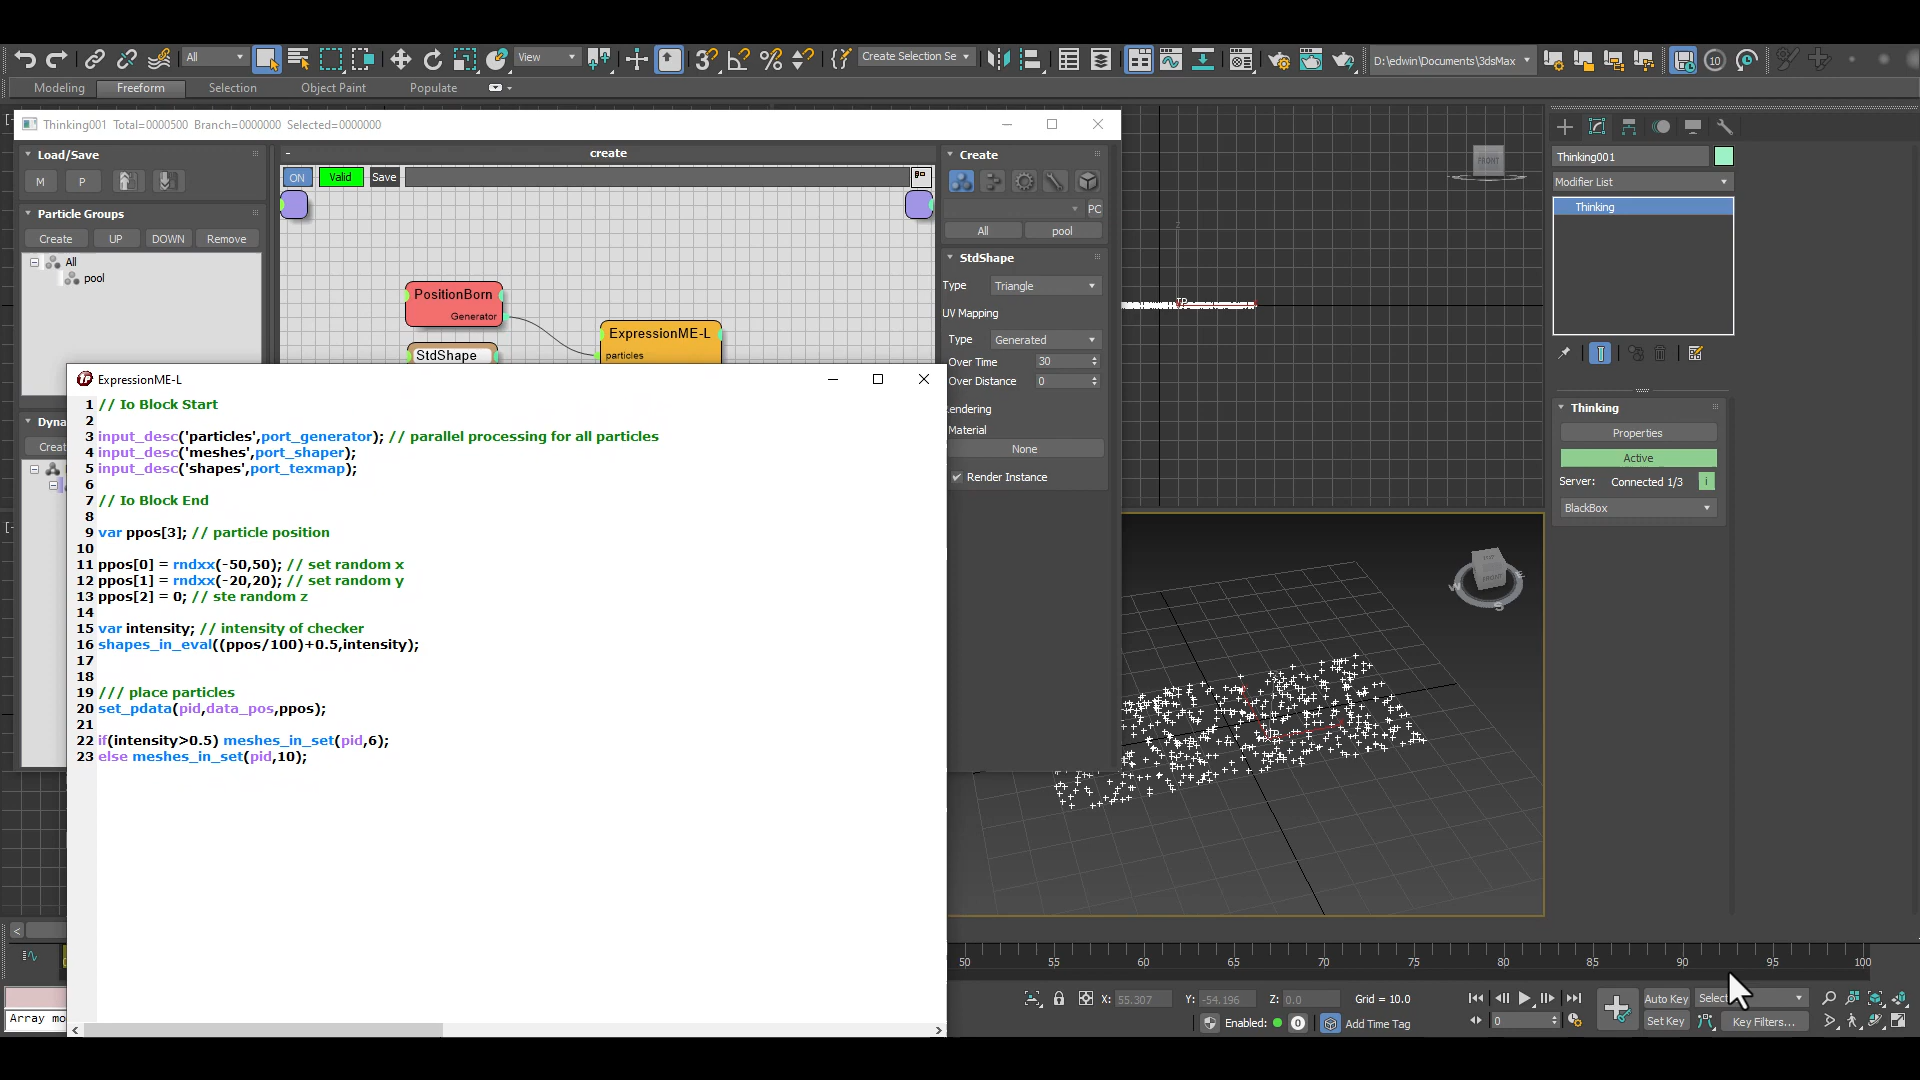 All
View
Create Selection Se
D:\edwin\Documents\3dsMax
10
Modeling
Freeform
Selection
Object Paint
Populate
Thinking001 Total=0000500 Branch=0000000 Selected=0000000
Load/Save
M
P
Particle Groups
Create
UP
DOWN
Remove
All
pool
Dyna
Creat
create
ON
Valid
Save
PositionBorn
Generator
StdShape
ExpressionME-L
particles
Create
PC
All
pool
StdShape
Type
Triangle
UV Mapping
Type
Generated
Over Time
30
Over Distance
0
endering
Material
None
Render Instance
ExpressionME-L
1 // Io Block Start
2
3 input_desc('particles',port_generator); // parallel processing for all particles
4 input_desc('meshes',port_shaper);
5 input_desc('shapes',port_texmap);
6
7 // Io Block End
8
9 var ppos[3]; // particle position
10
11 ppos[0] = rndxx(-50,50); // set random x
12 ppos[1] = rndxx(-20,20); // set random y
13 ppos[2] = 0; // ste random z
14
15 var intensity; // intensity of checker
16 shapes_in_eval((ppos/100)+0.5,intensity);
17
18
19 /// place particles
20 set_pdata(pid,data_pos,ppos);
21
22 if(intensity>0.5) meshes_in_set(pid,6);
23 else meshes_in_set(pid,10);
FRONT
Z
TP
W
S
Thinking001
Modifier List
Thinking
Thinking
Properties
Active
Server:
Connected 1/3
i
BlackBox
50
55
60
65
70
75
80
85
90
95
100
Array mo
X:
55.307
Y:
-54.196
Z:
0.0
Grid = 10.0
Enabled:
0
Add Time Tag
0
Auto Key
Select
Set Key
Key Filters...